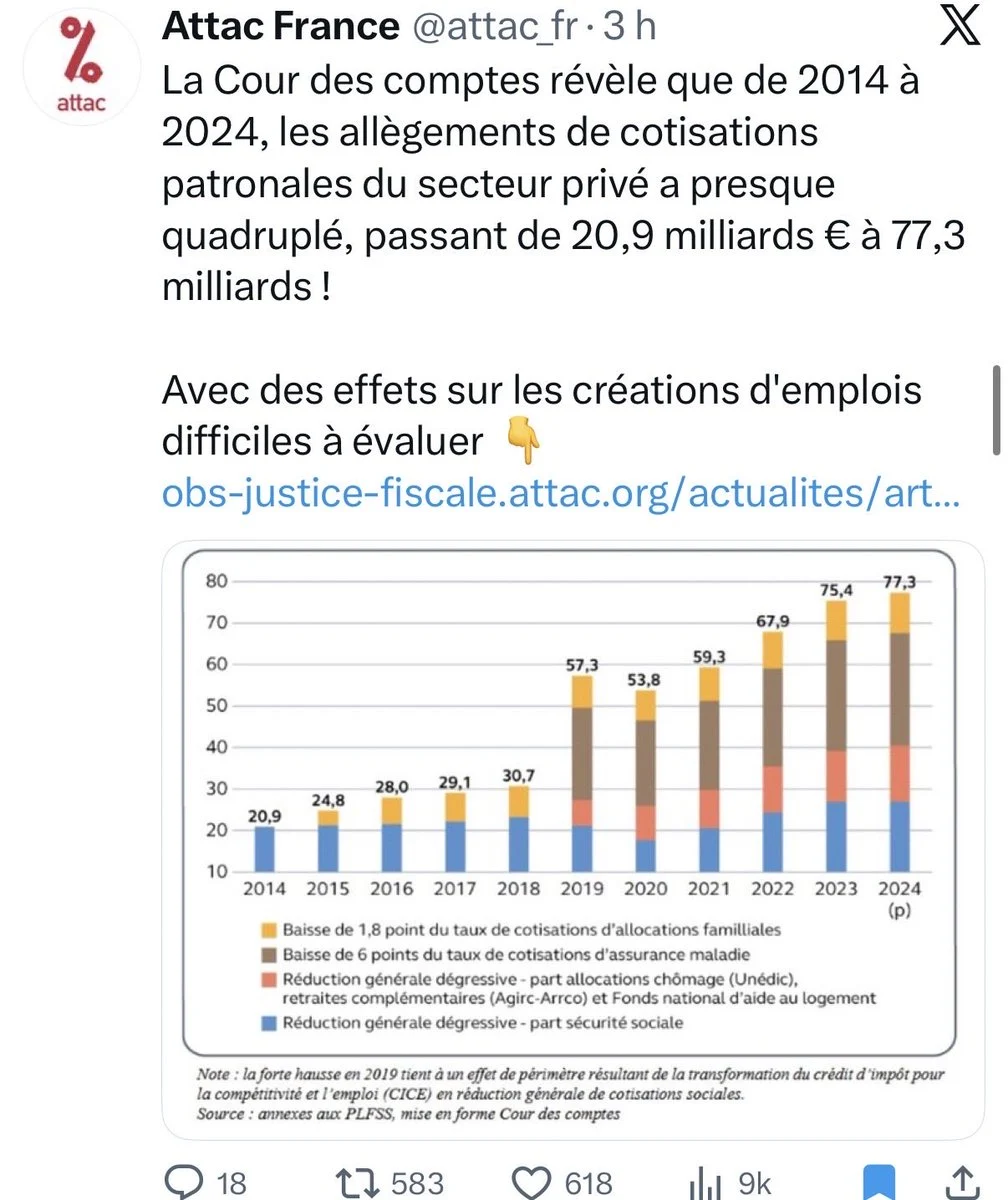 Attac France @attac_fr · 3 h
attac
La Cour des comptes révèle que de 2014 à
2024, les allègements de cotisations
patronales du secteur privé a presque
quadruplé, passant de 20,9 milliards € à 77,3
milliards !
Avec des effets sur les créations d'emplois
difficiles à évaluer 👇
obs-justice-fiscale.attac.org/actualites/art...
80
70
60
50
40
30
20
10
20,9
24,8
28,0
29,1
30,7
57,3
53,8
59,3
67,9
75,4
77,3
2014 2015 2016 2017 2018 2019 2020 2021 2022 2023 2024
(p)
Baisse de 1,8 point du taux de cotisations d'allocations familliales
Baisse de 6 points du taux de cotisations d'assurance maladie
Réduction générale dégressive - part allocations chômage (Unédic),
retraites complémentaires (Agirc-Arrco) et Fonds national d'aide au logement
Réduction générale dégressive - part sécurité sociale
Note : la forte hausse en 2019 tient à un effet de périmètre résultant de la transformation du crédit d'impôt pour
la compétitivité et l'emploi (CICE) en réduction générale de cotisations sociales.
Source : annexes aux PLFSS, mise en forme Cour des comptes
18 583 618 9k